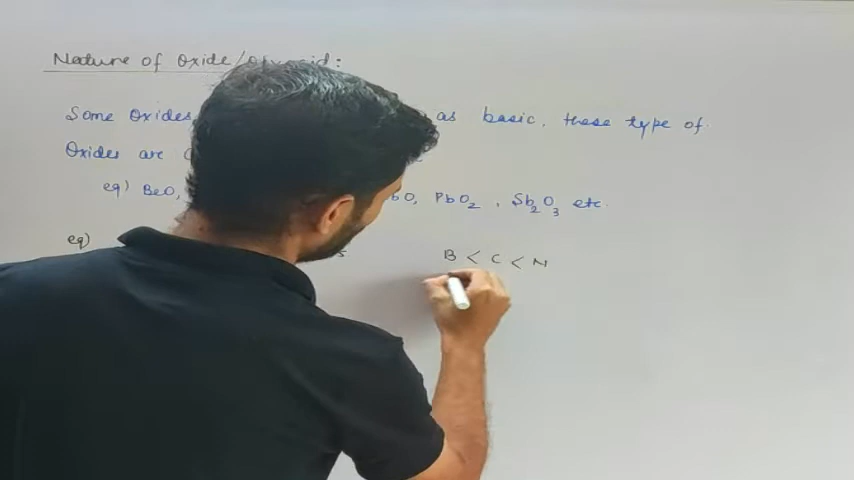 Nature of Oxide/
Some Oxides as basic, these type of
Oxides are
eg) BeO, PbO2, Sb2O3 etc.
eg) B < C < N